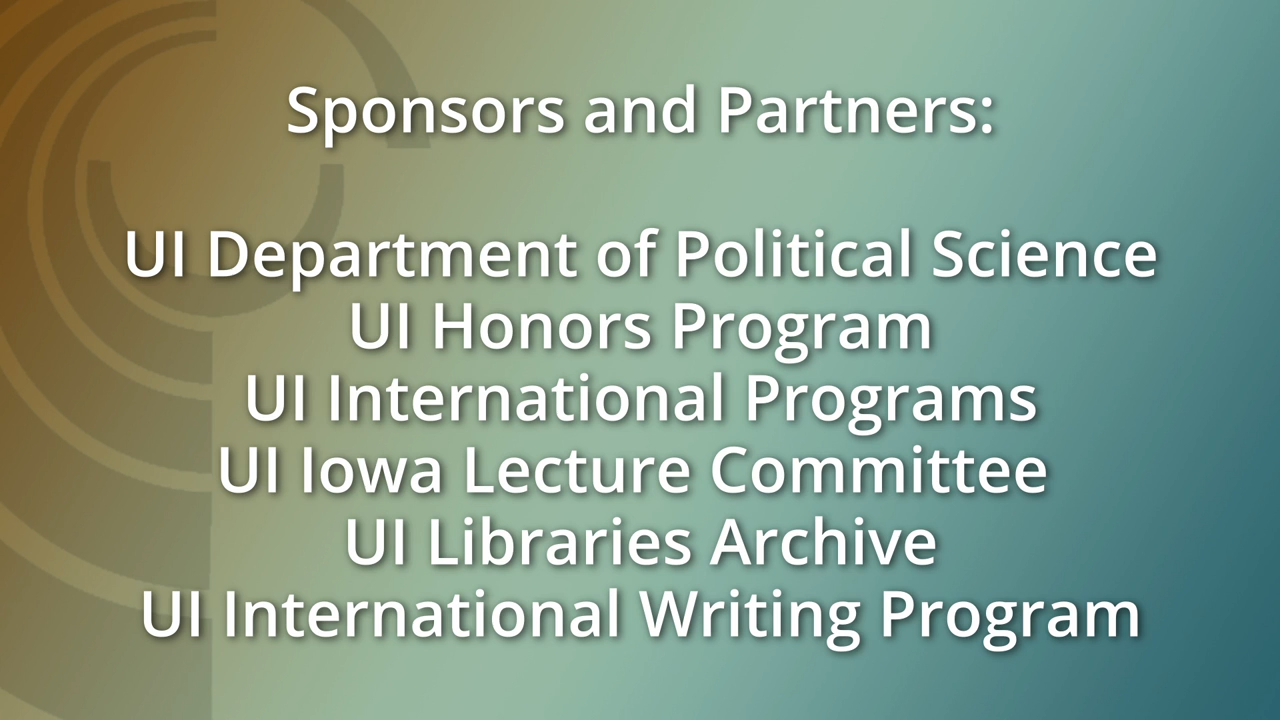 Sponsors and Partners:
UI Department of Political Science
UI Honors Program
UI International Programs
UI Iowa Lecture Committee
UI Libraries Archive
UI International Writing Program